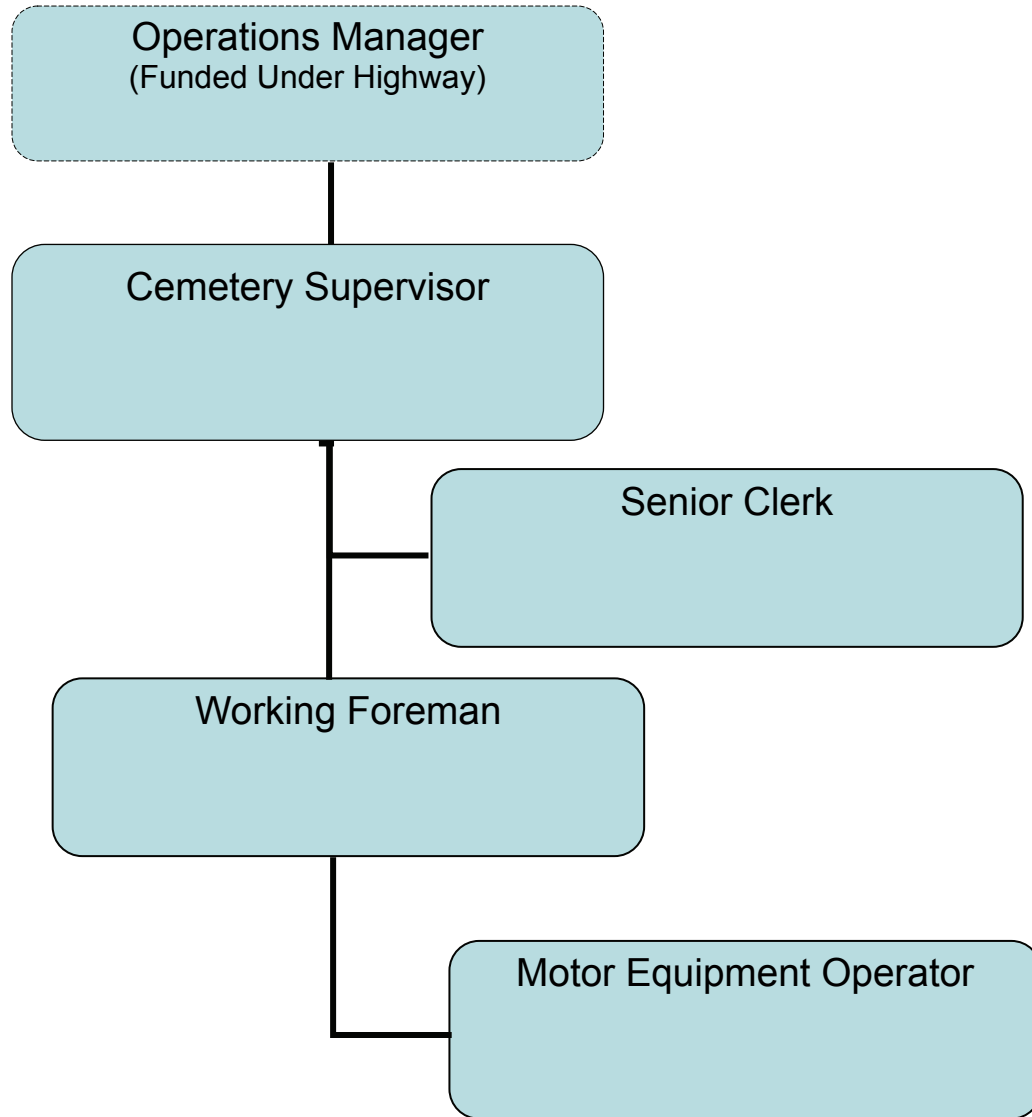 Operations Manager
(Funded Under Highway)
Cemetery Supervisor
Senior Clerk
Working Foreman
Motor Equipment Operator